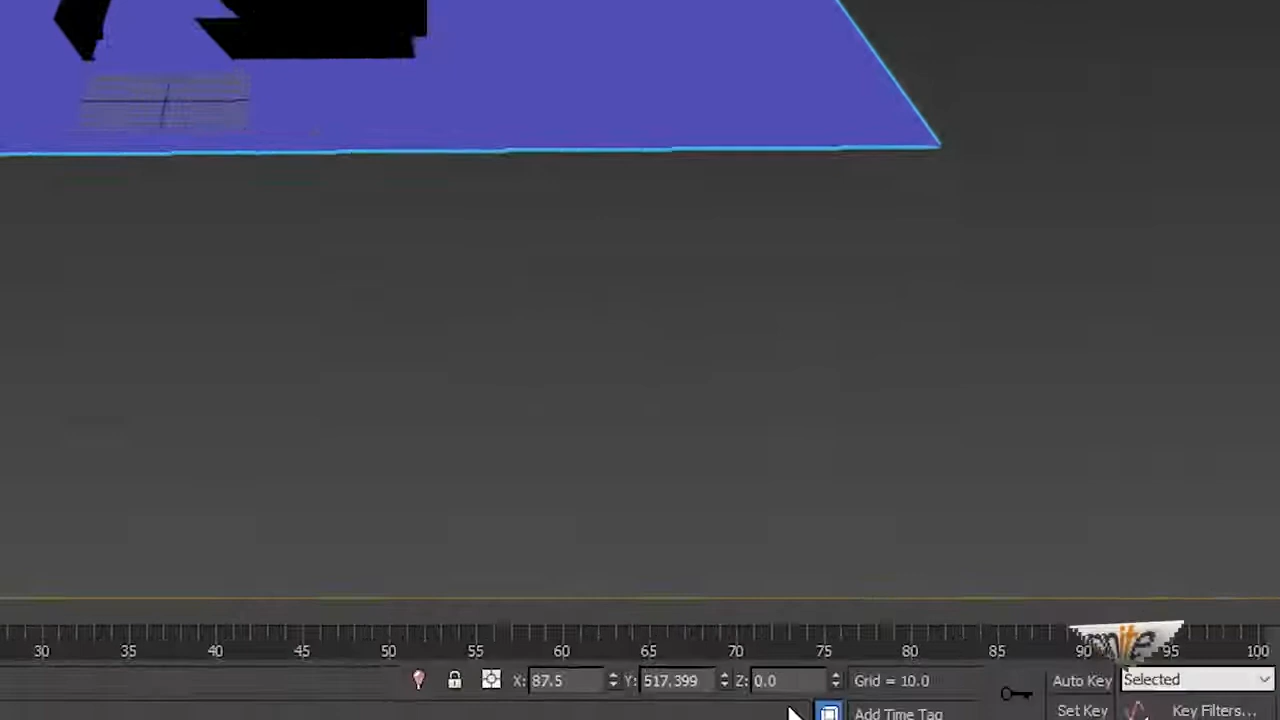 30 35 40 45 50 55 60 65 70 75 80 85 90 95 100
X: 87.5 Y: 517.399 Z: 0.0 Grid = 10.0 Auto Key Selected
Add Time Tag Set Key Key Filters...